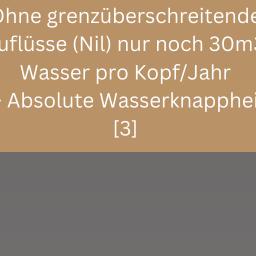 Ohne grenzüberschreitende
uflüsse (Nil) nur noch 30m3
Wasser pro Kopf/Jahr
Absolute Wasserknapphei
[3]